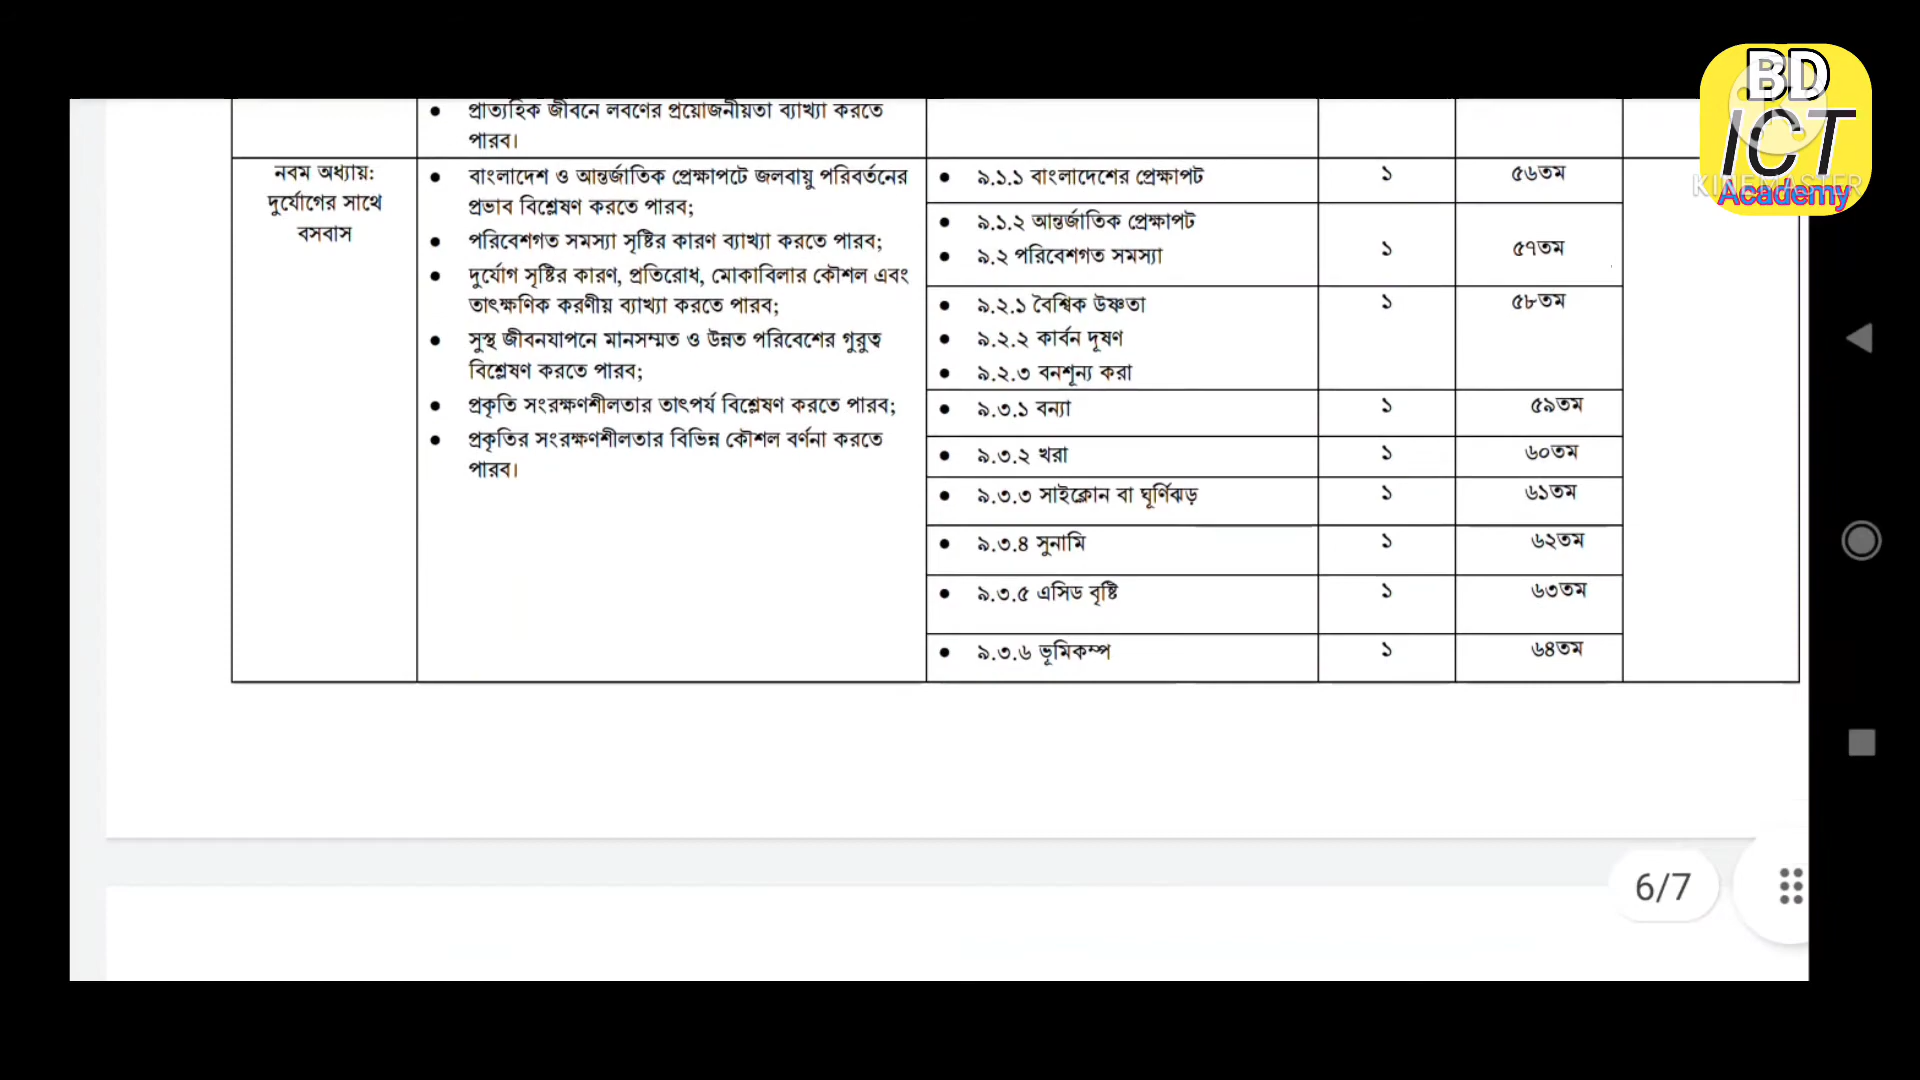 প্রাত্যহিক জীবনে লবণের প্রয়োজনীয়তা ব্যাখ্যা করতে
পারব।
নবম অধ্যায়:
দুর্যোগের সাথে
বসবাস
বাংলাদেশ ও আন্তর্জাতিক প্রেক্ষাপটে জলবায়ু পরিবর্তনের
প্রভাব বিশ্লেষণ করতে পারব;
পরিবেশগত সমস্যা সৃষ্টির কারণ ব্যাখ্যা করতে পারব;
দুর্যোগ সৃষ্টির কারণ, প্রতিরোধ, মোকাবিলার কৌশল এবং
তাৎক্ষণিক করণীয় ব্যাখ্যা করতে পারব;
সুস্থ জীবনযাপনে মানসম্মত ও উন্নত পরিবেশের গুরুত্ব
বিশ্লেষণ করতে পারব;
প্রকৃতি সংরক্ষণশীলতার তাৎপর্য বিশ্লেষণ করতে পারব;
প্রকৃতির সংরক্ষণশীলতার বিভিন্ন কৌশল বর্ণনা করতে
পারব।
৯.১.১ বাংলাদেশের প্রেক্ষাপট ১ ৫৬তম
৯.১.২ আন্তর্জাতিক প্রেক্ষাপট
৯.২ পরিবেশগত সমস্যা ১ ৫৭তম
৯.২.১ বৈশ্বিক উষ্ণতা ১ ৫৮তম
৯.২.২ কার্বন দূষণ
৯.২.৩ বনশূন্য করা
৯.৩.১ বন্যা ১ ৫৯তম
৯.৩.২ খরা ১ ৬০তম
৯.৩.৩ সাইক্লোন বা ঘূর্ণিঝড় ১ ৬১তম
৯.৩.৪ সুনামি ১ ৬২তম
৯.৩.৫ এসিড বৃষ্টি ১ ৬৩তম
৯.৩.৬ ভূমিকম্প ১ ৬৪তম
6/7
BD
ICT
KINEMASTER
Academy